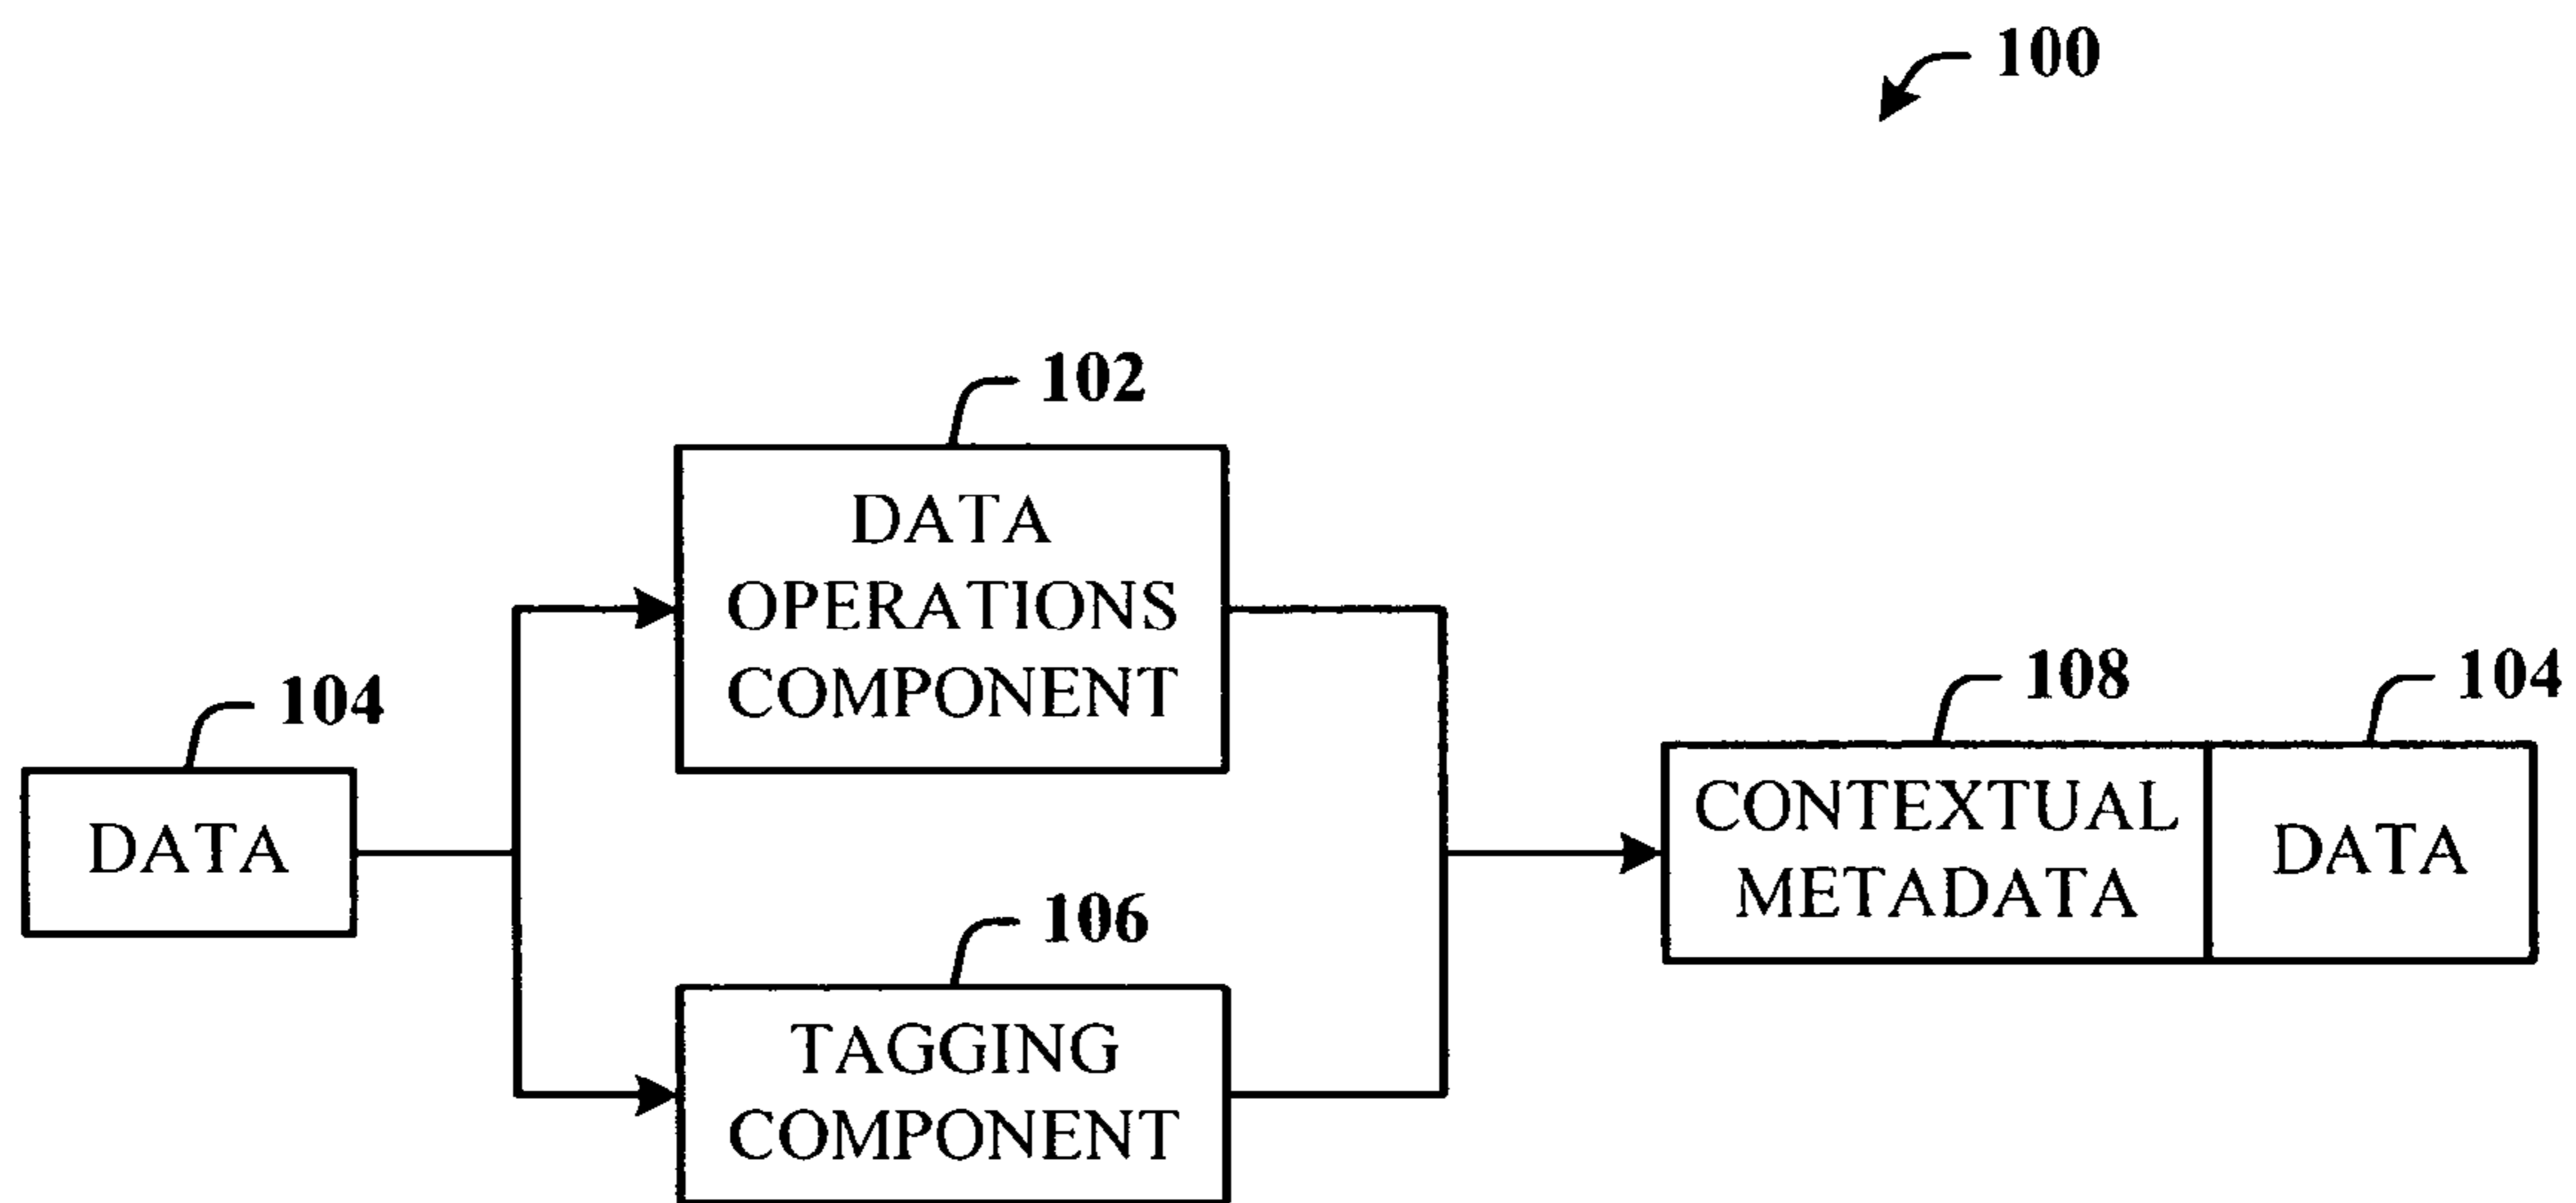 100
102
DATA
OPERATIONS
COMPONENT
104
DATA
106
TAGGING
COMPONENT
108
CONTEXTUAL
METADATA
104
DATA